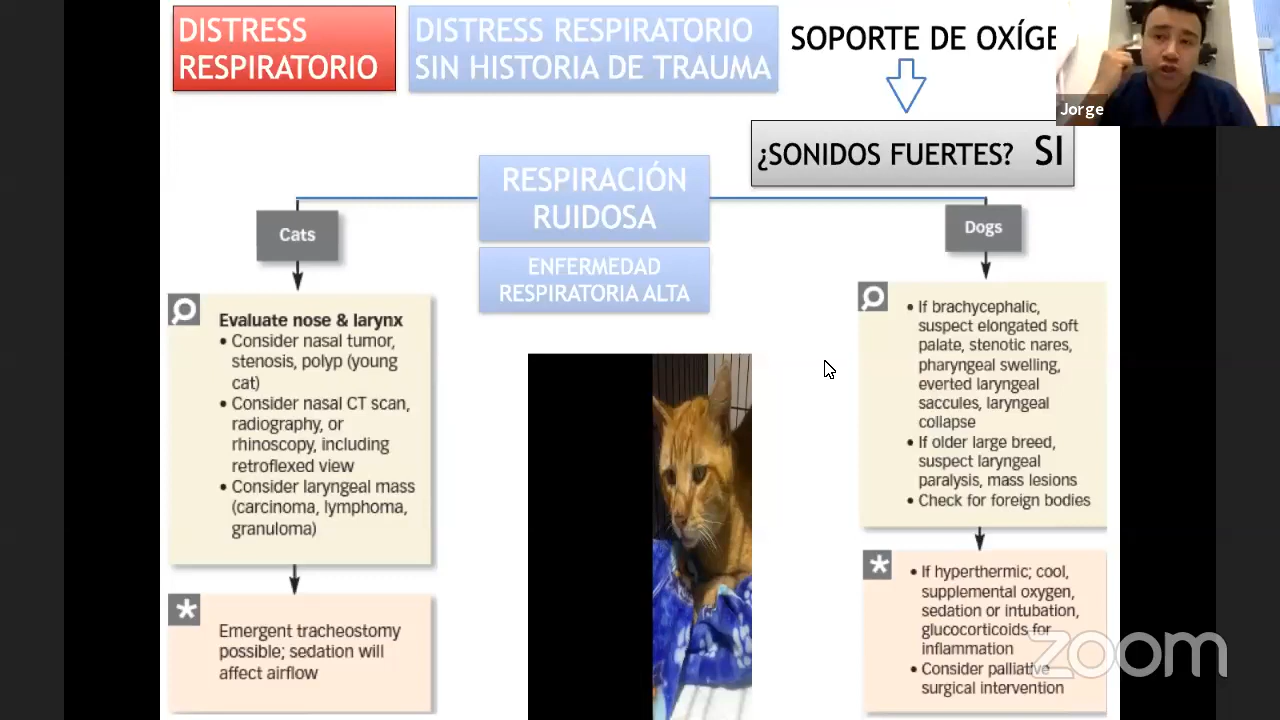 DISTRESS
RESPIRATORIO
DISTRESS RESPIRATORIO
SIN HISTORIA DE TRAUMA
SOPORTE DE OXÍGE
Jorge
¿SONIDOS FUERTES? SI
RESPIRACIÓN
RUIDOSA
ENFERMEDAD
RESPIRATORIA ALTA
Cats
Evaluate nose & larynx
• Consider nasal tumor,
stenosis, polyp (young
cat)
• Consider nasal CT scan,
radiography, or
rhinoscopy, including
retroflexed view
• Consider laryngeal mass
(carcinoma, lymphoma,
granuloma)
*
Emergent tracheostomy
possible; sedation will
affect airflow
Dogs
• If brachycephalic,
suspect elongated soft
palate, stenotic nares,
pharyngeal swelling,
everted laryngeal
saccules, laryngeal
collapse
• If older large breed,
suspect laryngeal
paralysis, mass lesions
• Check for foreign bodies
*
• If hyperthermic; cool,
supplemental oxygen,
sedation or intubation,
glucocorticoids for
inflammation
• Consider palliative
surgical intervention
zoom